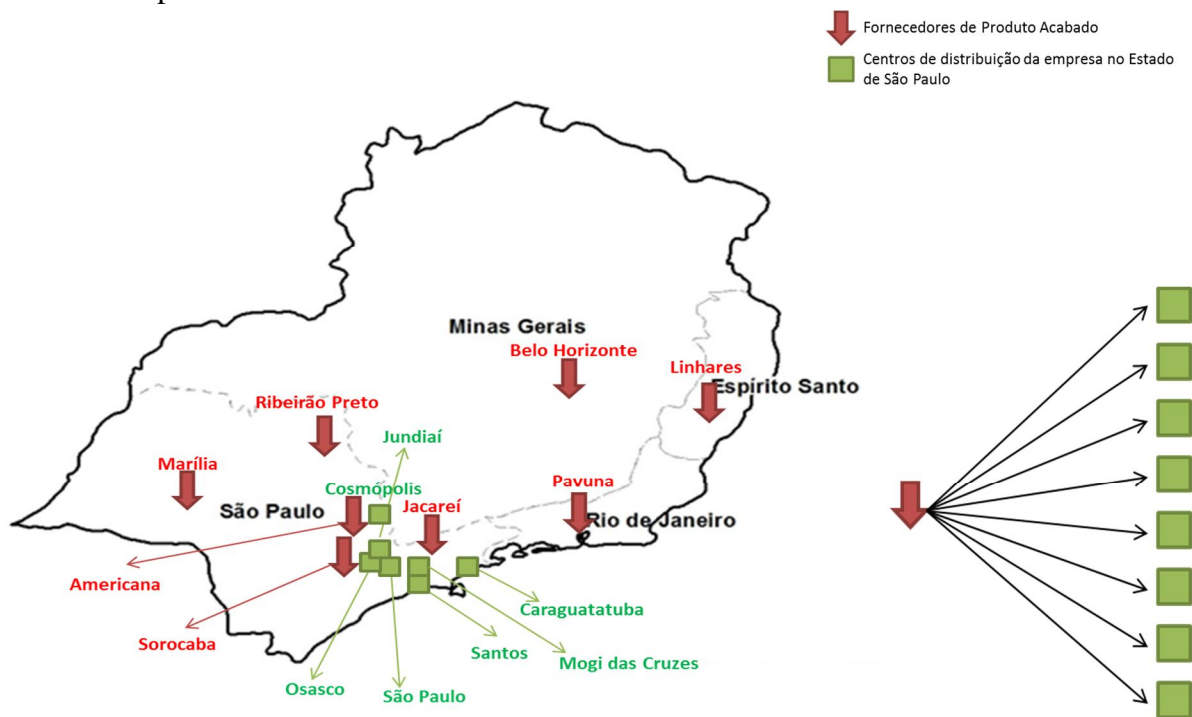 Fornecedores de Produto Acabado
Centros de distribuição da empresa no Estado
de São Paulo
Minas Gerais
Belo Horizonte
Linhares
Espírito Santo
Ribeirão Preto
Jundiaí
Marília
Cosmópolis
São Paulo
Jacareí
Pavuna
Rio de Janeiro
Americana
Caraguatatuba
Sorocaba
Santos
Mogi das Cruzes
Osasco
São Paulo